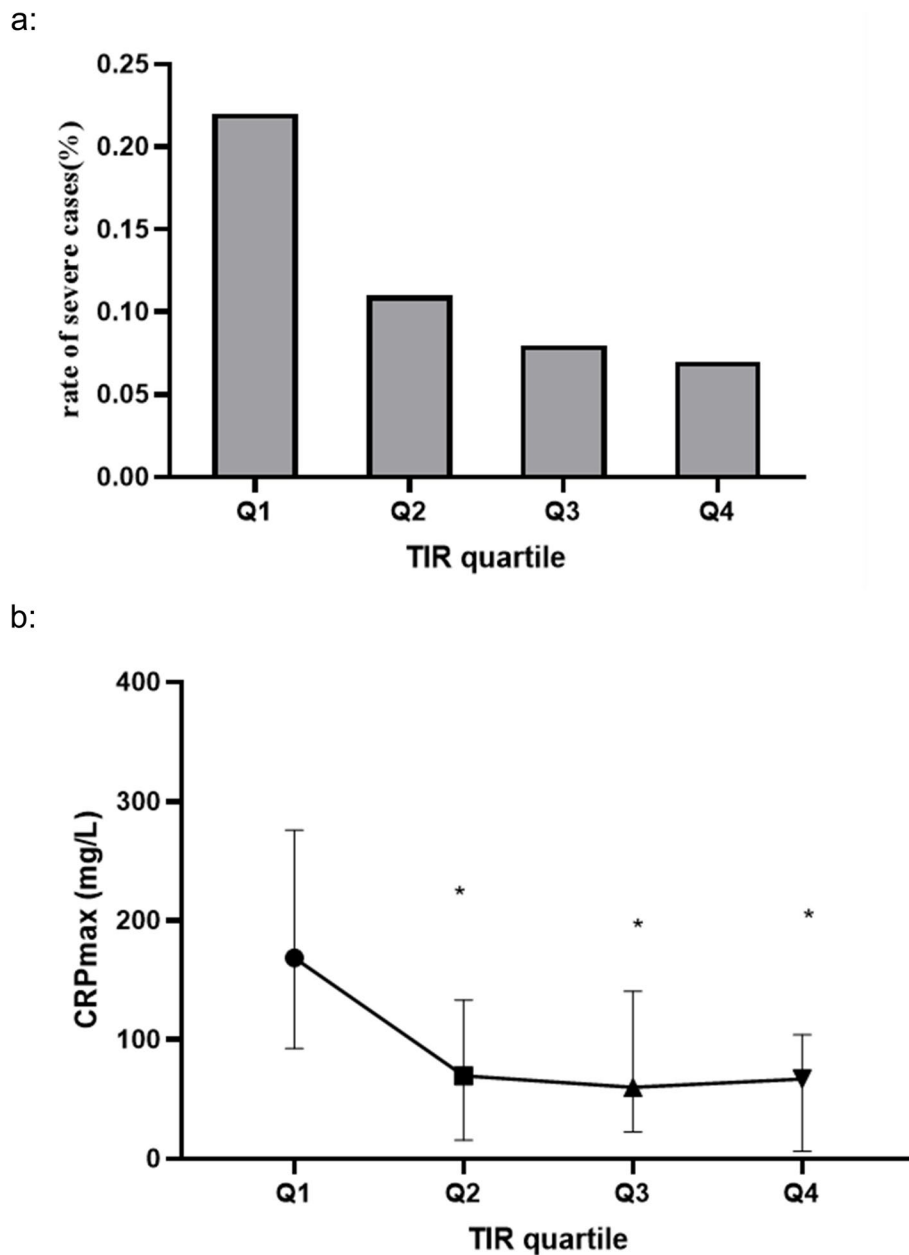 a:
0.25
0.20
0.15
0.10
0.05
0.00
rate of severe cases(%)
Q1 Q2 Q3 Q4
TIR quartile
b:
400
300
200
100
0
CRPmax (mg/L)
* * *
Q1 Q2 Q3 Q4
TIR quartile